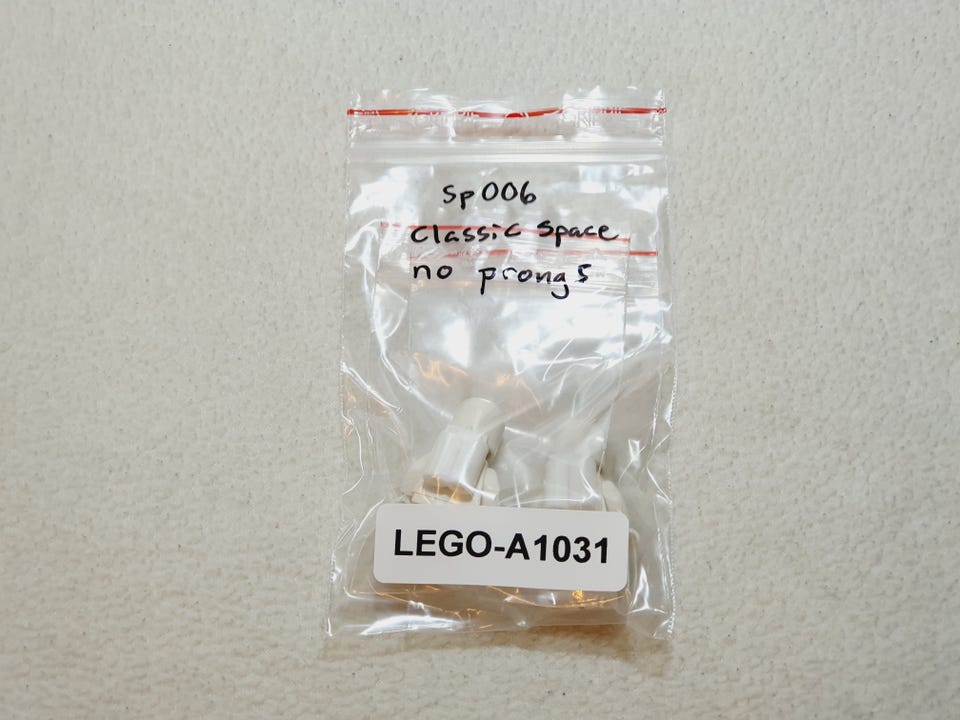 Sp006
Classic Space
no prongs
LEGO-A1031